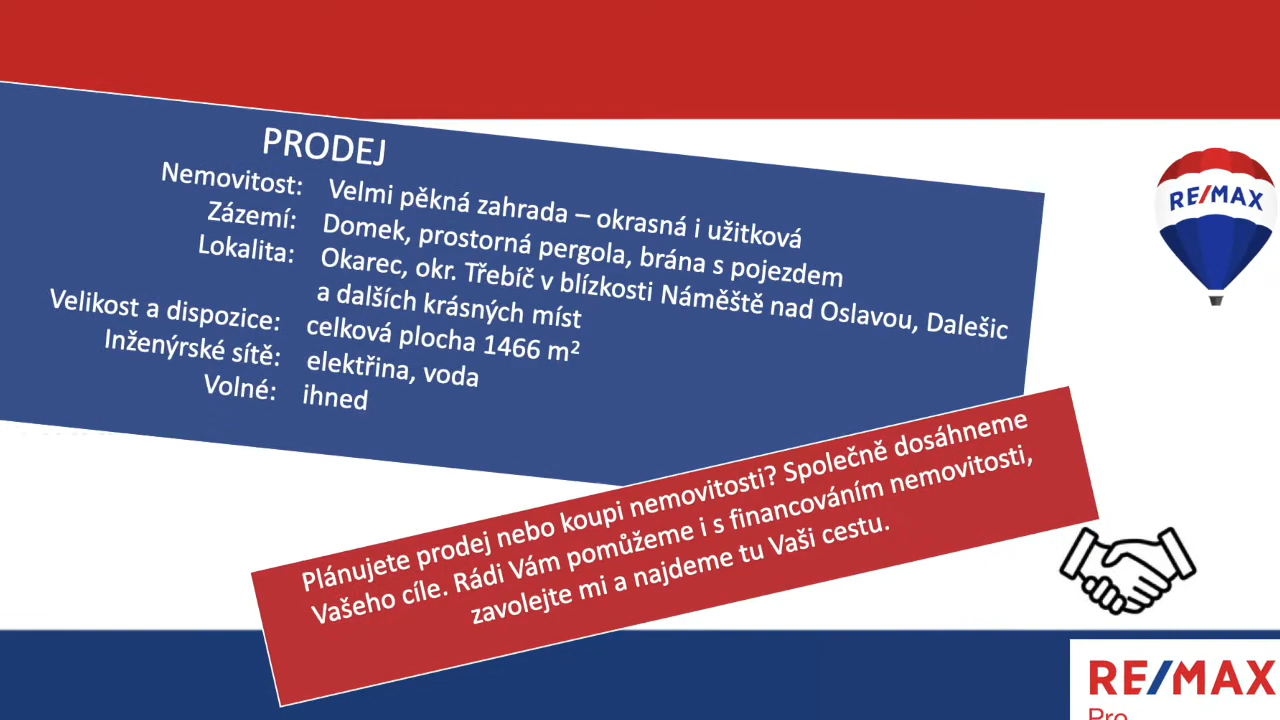 PRODEJ
Nemovitost: Velmi pěkná zahrada – okrasná i užitková
Zázemí: Domek, prostorná pergola, brána s pojezdem
Lokalita: Okarec, okr. Třebíč v blízkosti Náměště nad Oslavou, Dalešic
a dalších krásných míst
Velikost a dispozice: celková plocha 1466 m²
Inženýrské sítě: elektřina, voda
Volné: ihned
RE/MAX
Plánujete prodej nebo koupi nemovitosti? Společně dosáhneme
Vašeho cíle. Rádi Vám pomůžeme i s financováním nemovitosti,
zavolejte mi a najdeme tu Vaši cestu.
RE/MAX
Pro